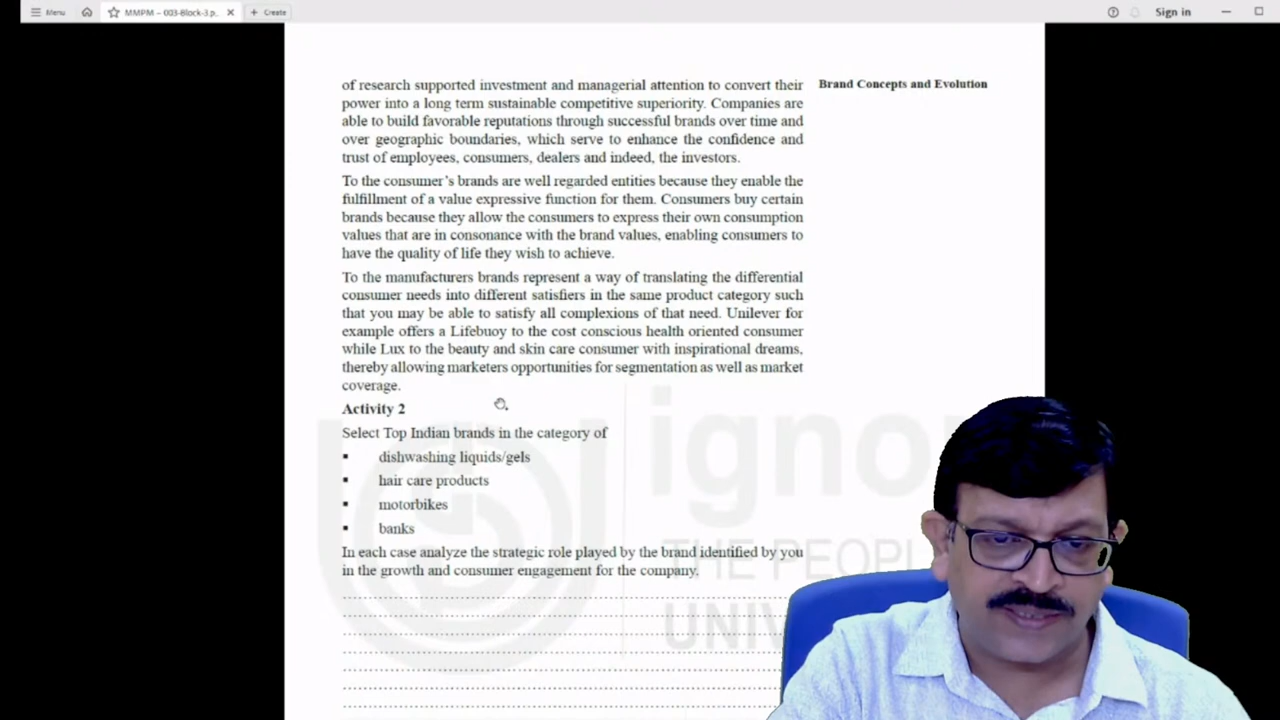 Menu
MMPM – 003-Block-3.p..
+ Create
Sign in
of research supported investment and managerial attention to convert their
power into a long term sustainable competitive superiority. Companies are
able to build favorable reputations through successful brands over time and
over geographic boundaries, which serve to enhance the confidence and
trust of employees, consumers, dealers and indeed, the investors.
Brand Concepts and Evolution
To the consumer’s brands are well regarded entities because they enable the
fulfillment of a value expressive function for them. Consumers buy certain
brands because they allow the consumers to express their own consumption
values that are in consonance with the brand values, enabling consumers to
have the quality of life they wish to achieve.
To the manufacturers brands represent a way of translating the differential
consumer needs into different satisfiers in the same product category such
that you may be able to satisfy all complexions of that need. Unilever for
example offers a Lifebuoy to the cost conscious health oriented consumer
while Lux to the beauty and skin care consumer with inspirational dreams,
thereby allowing marketers opportunities for segmentation as well as market
coverage.
Activity 2
Select Top Indian brands in the category of
▪ dishwashing liquids/gels
▪ hair care products
▪ motorbikes
▪ banks
In each case analyze the strategic role played by the brand identified by you
in the growth and consumer engagement for the company.
ignou
THE PEOPL
UNIV